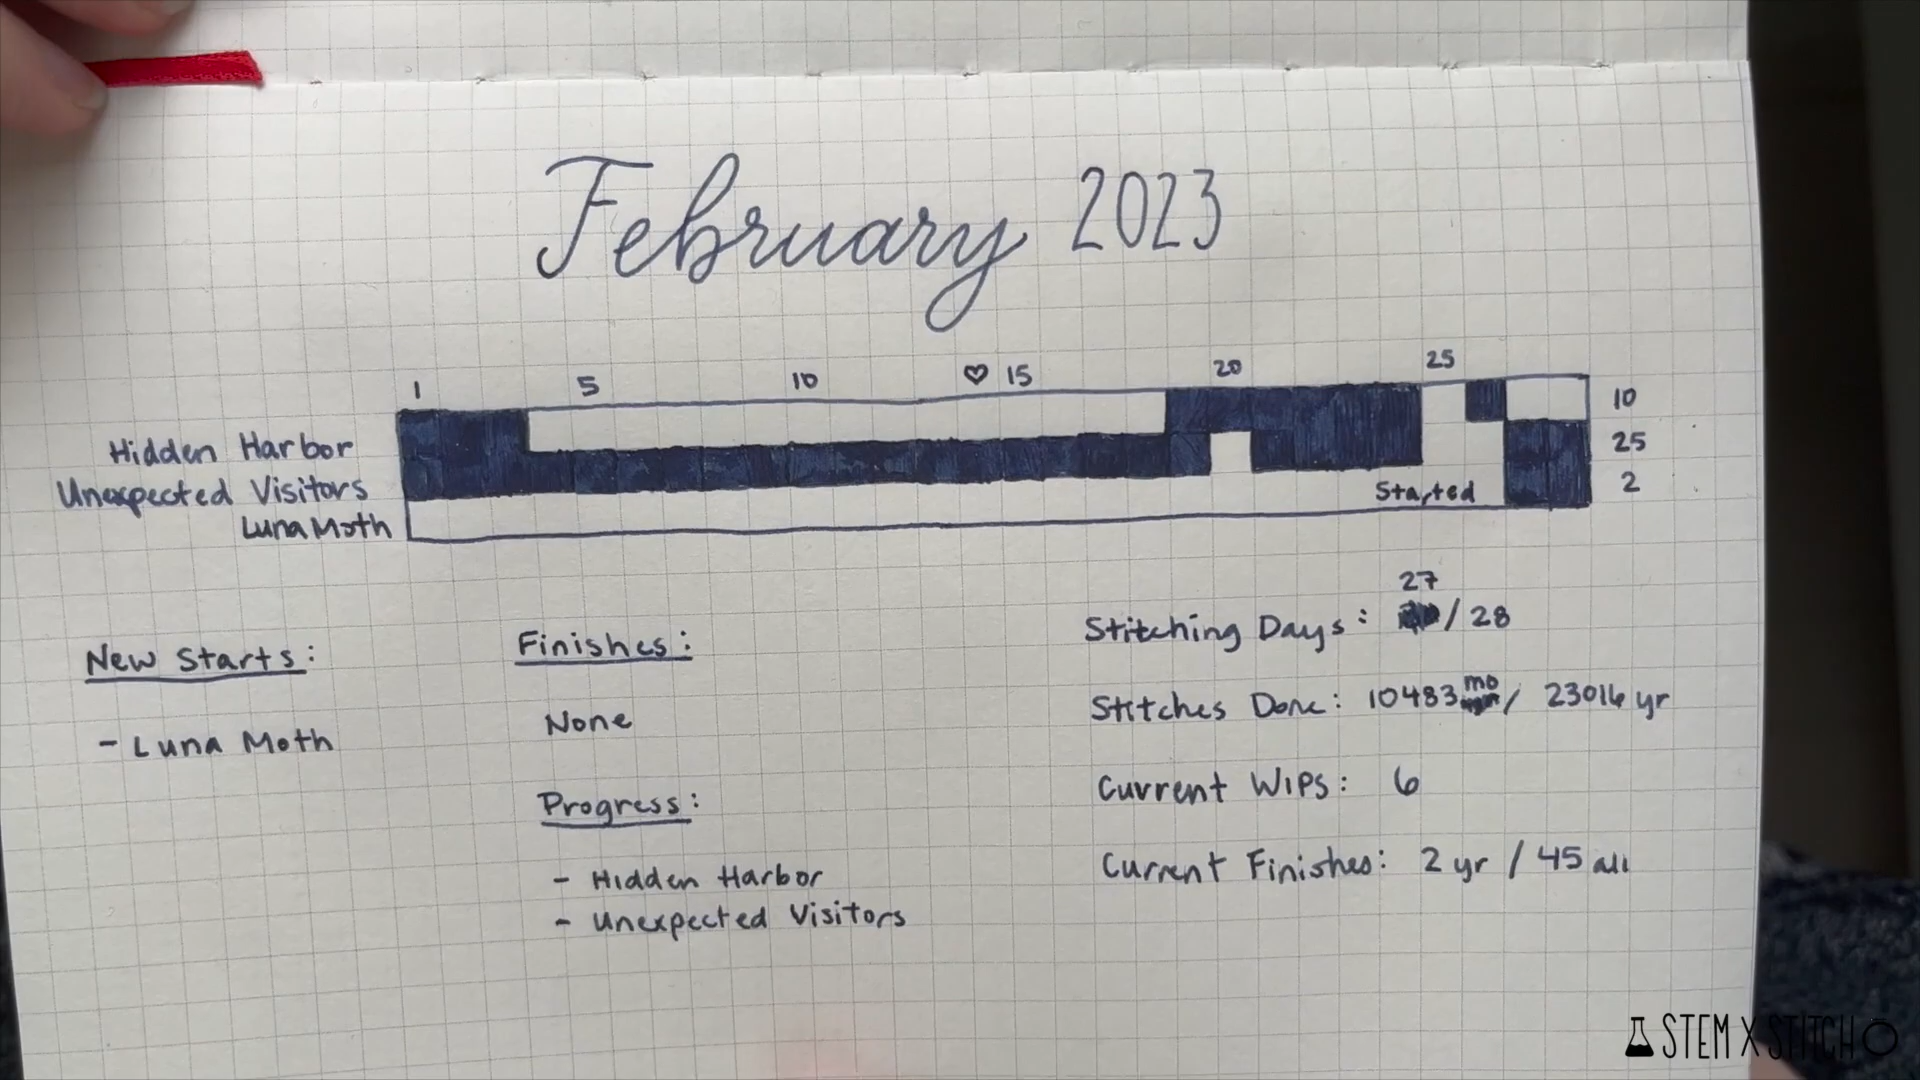 February 2023
1 5 10 ♡ 15 20 25
Hidden Harbor 10
Unexpected Visitors 25
Luna Moth Started 2
New Starts:
- Luna Moth
Finishes:
None
Progress:
- Hidden Harbor
- Unexpected Visitors
27
Stitching Days: / 28
Stitches Done: 10483 mo / 23016 yr
Current WIPs: 6
Current Finishes: 2 yr / 45 all
STEM X STITCH